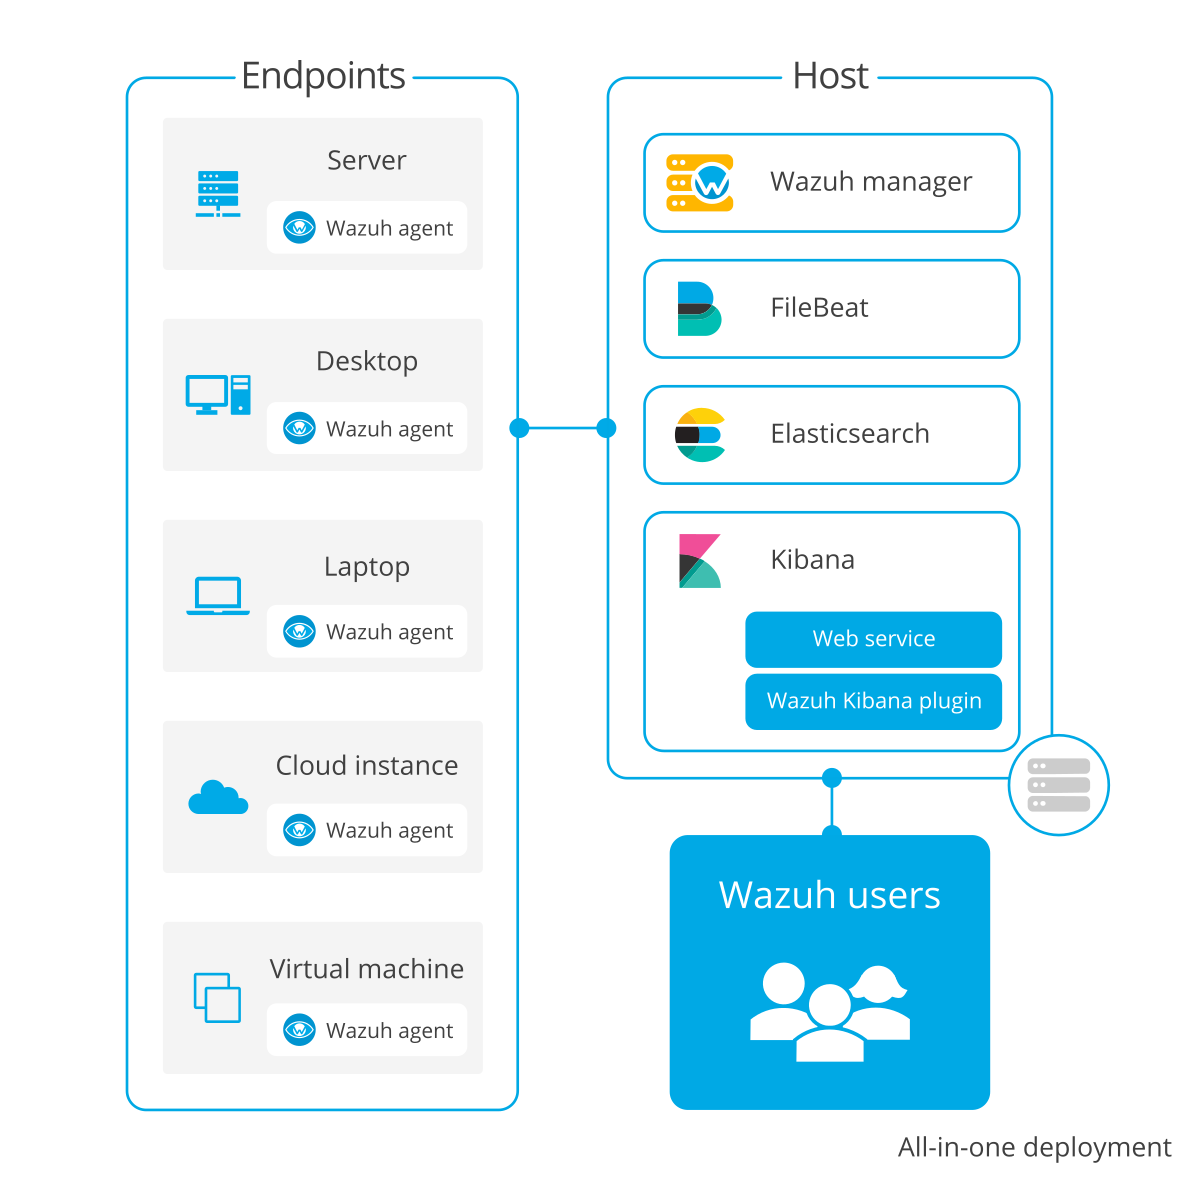 Endpoints
Server
Wazuh agent
Desktop
Wazuh agent
Laptop
Wazuh agent
Cloud instance
Wazuh agent
Virtual machine
Wazuh agent
Host
Wazuh manager
FileBeat
Elasticsearch
Kibana
Web service
Wazuh Kibana plugin
Wazuh users
All-in-one deployment